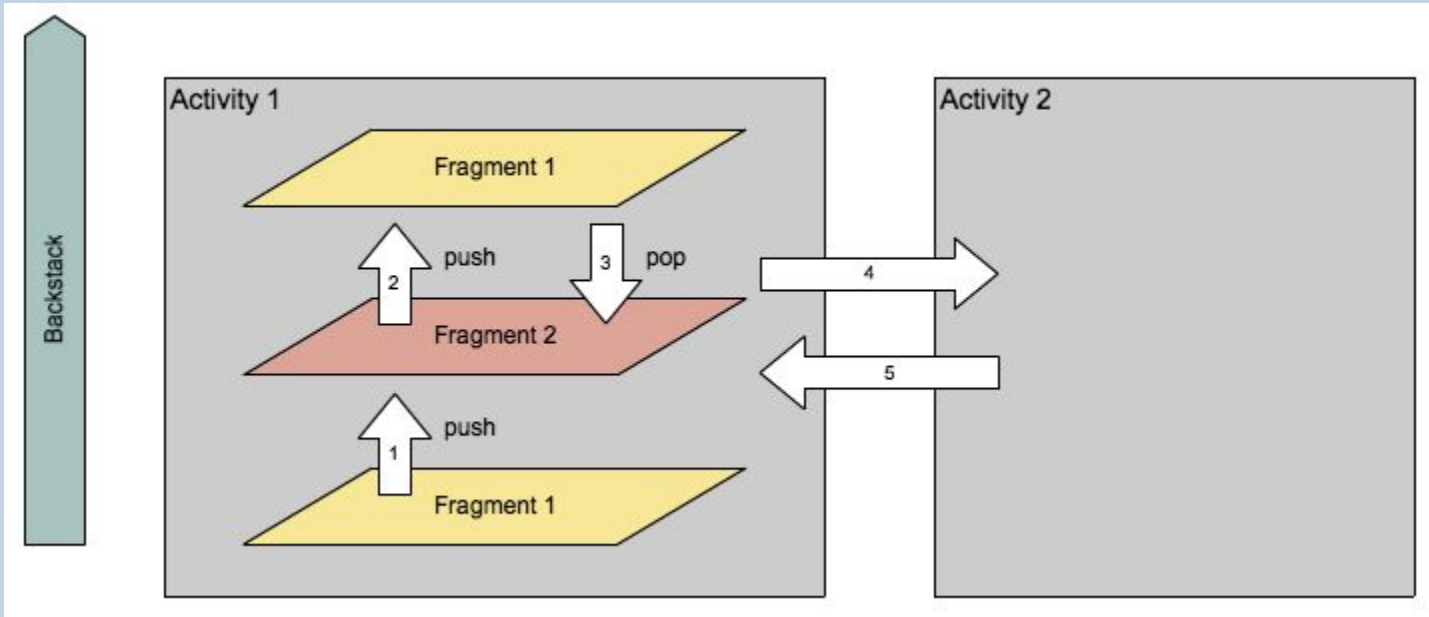 Backstack
Activity 1
Fragment 1
2
push
3
pop
Fragment 2
1
push
Fragment 1
4
5
Activity 2